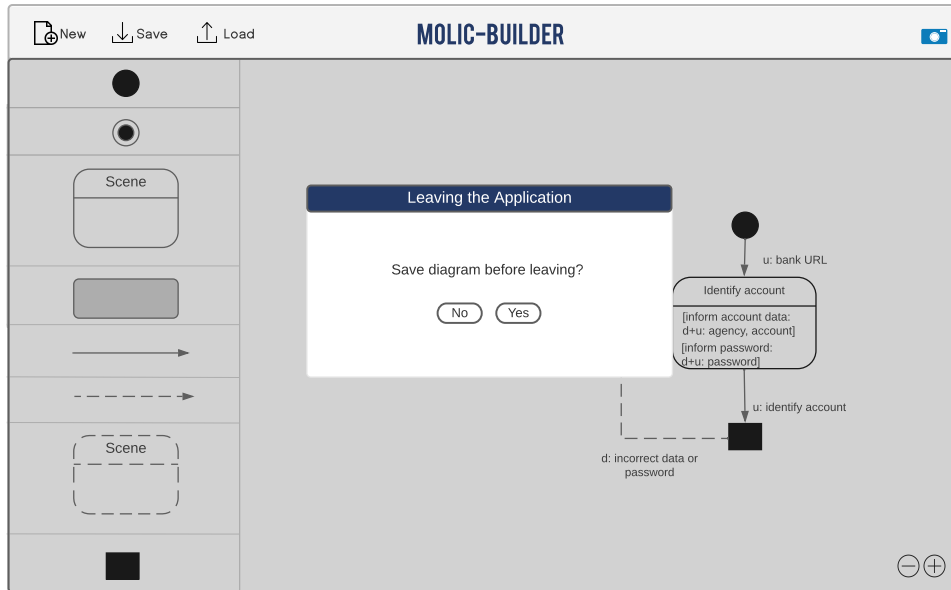 New
Save
Load
MOLIC-BUILDER
Scene
Scene
Leaving the Application
Save diagram before leaving?
No
Yes
u: bank URL
Identify account
[inform account data:
d+u: agency, account]
[inform password:
d+u: password]
u: identify account
d: incorrect data or
password